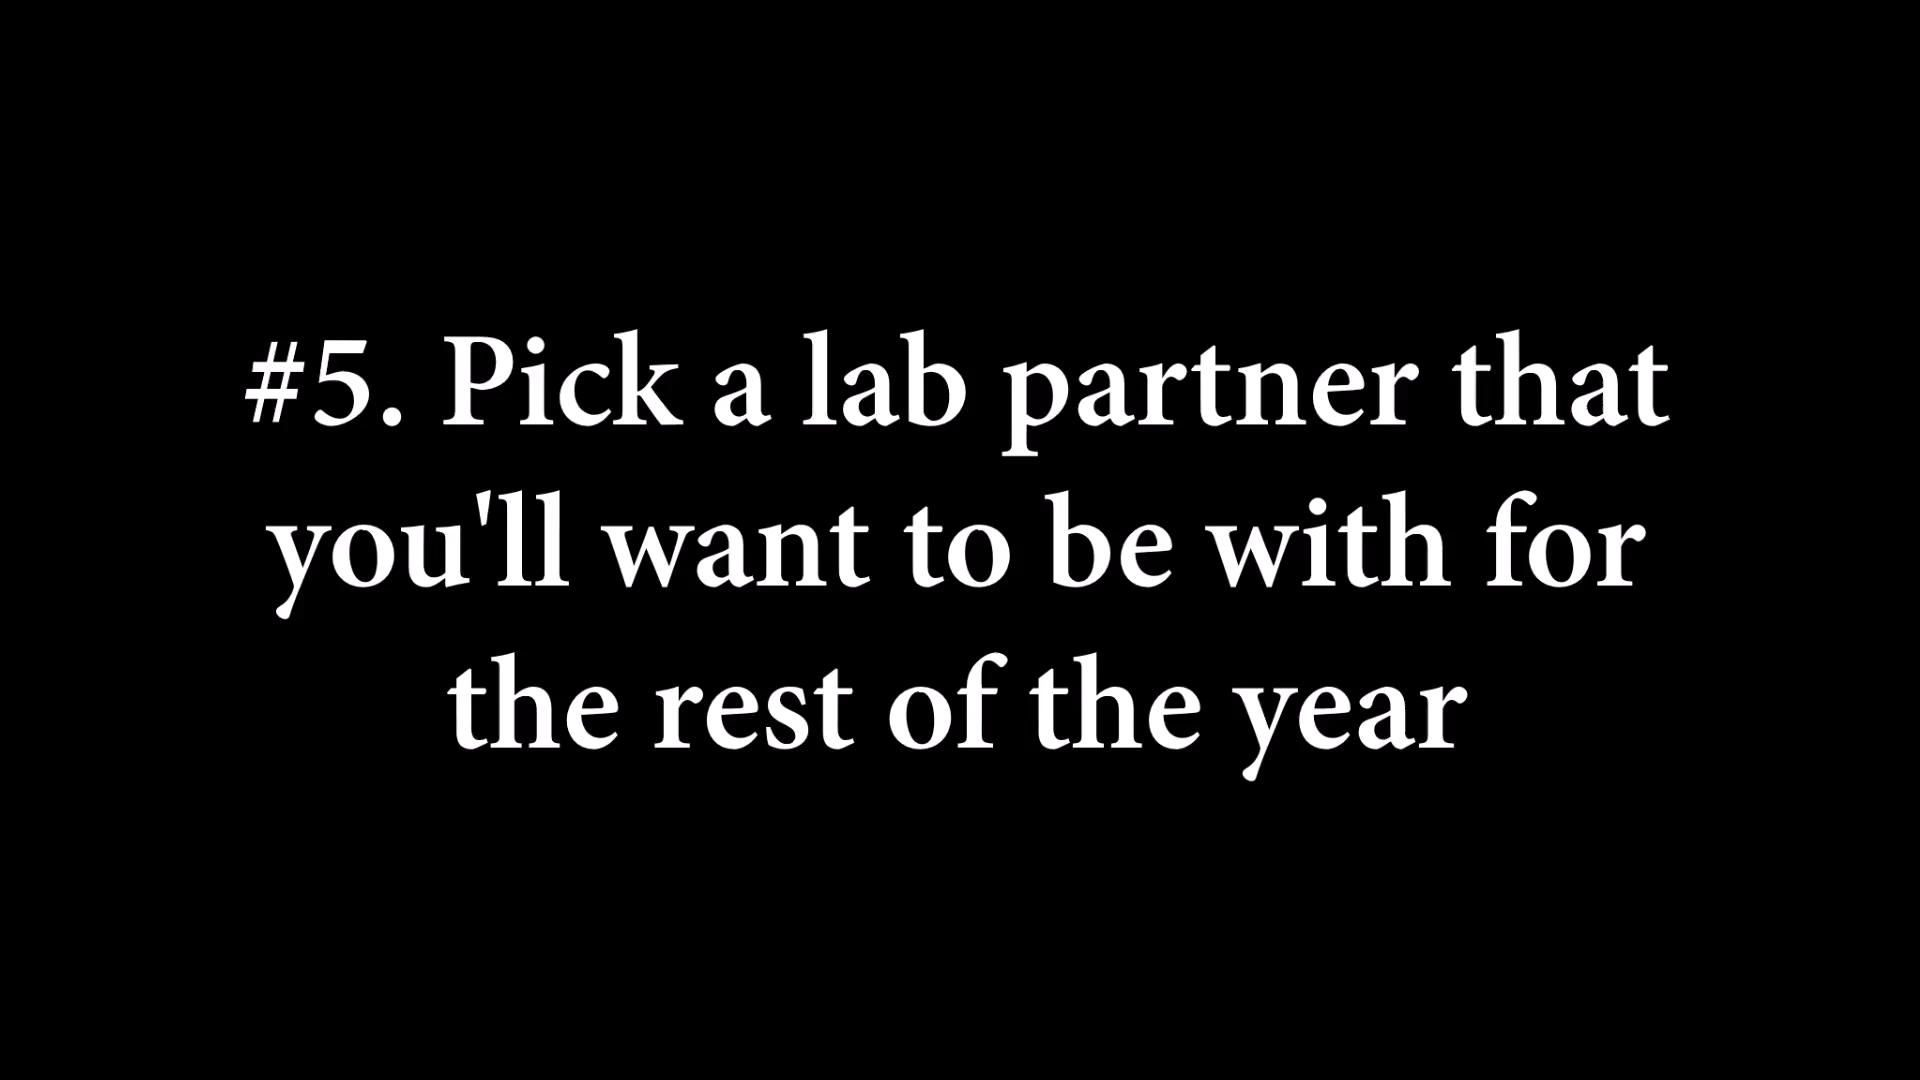 #5. Pick a lab partner that
you'll want to be with for
the rest of the year